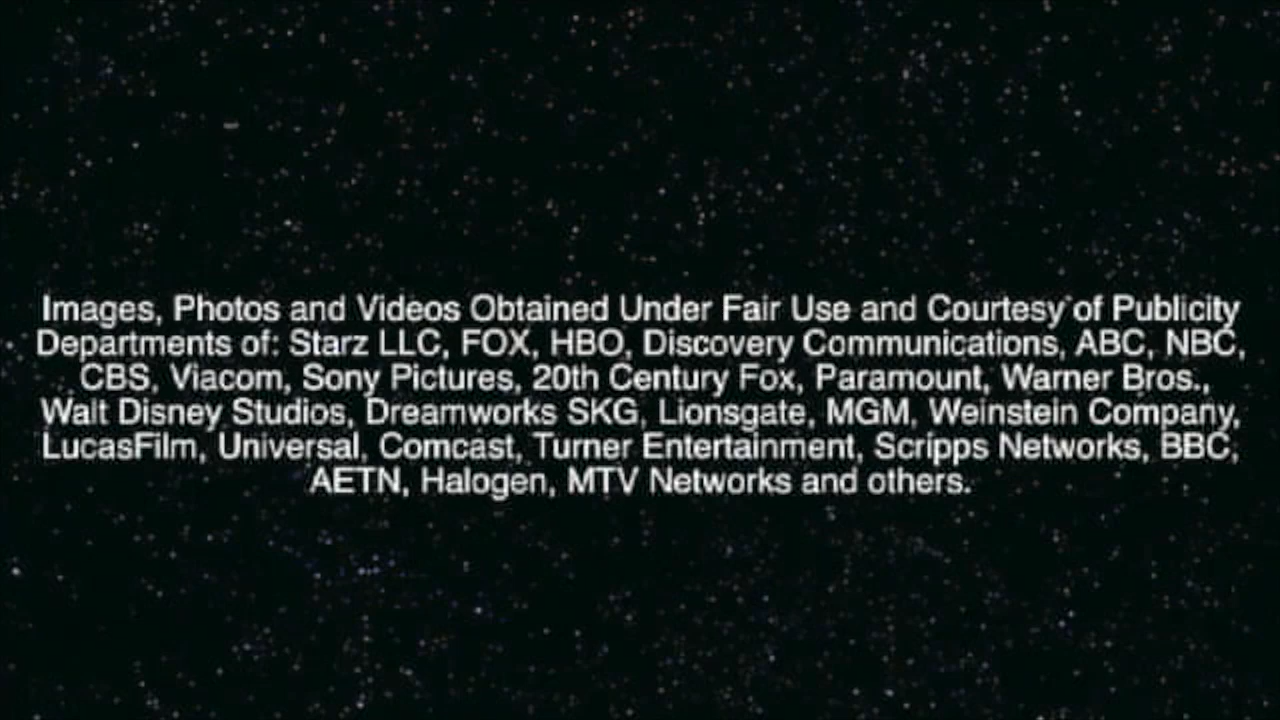 Images, Photos and Videos Obtained Under Fair Use and Courtesy of Publicity
Departments of: Starz LLC, FOX, HBO, Discovery Communications, ABC, NBC,
CBS, Viacom, Sony Pictures, 20th Century Fox, Paramount, Warner Bros.,
Walt Disney Studios, Dreamworks SKG, Lionsgate, MGM, Weinstein Company,
LucasFilm, Universal, Comcast, Turner Entertainment, Scripps Networks, BBC,
AETN, Halogen, MTV Networks and others.